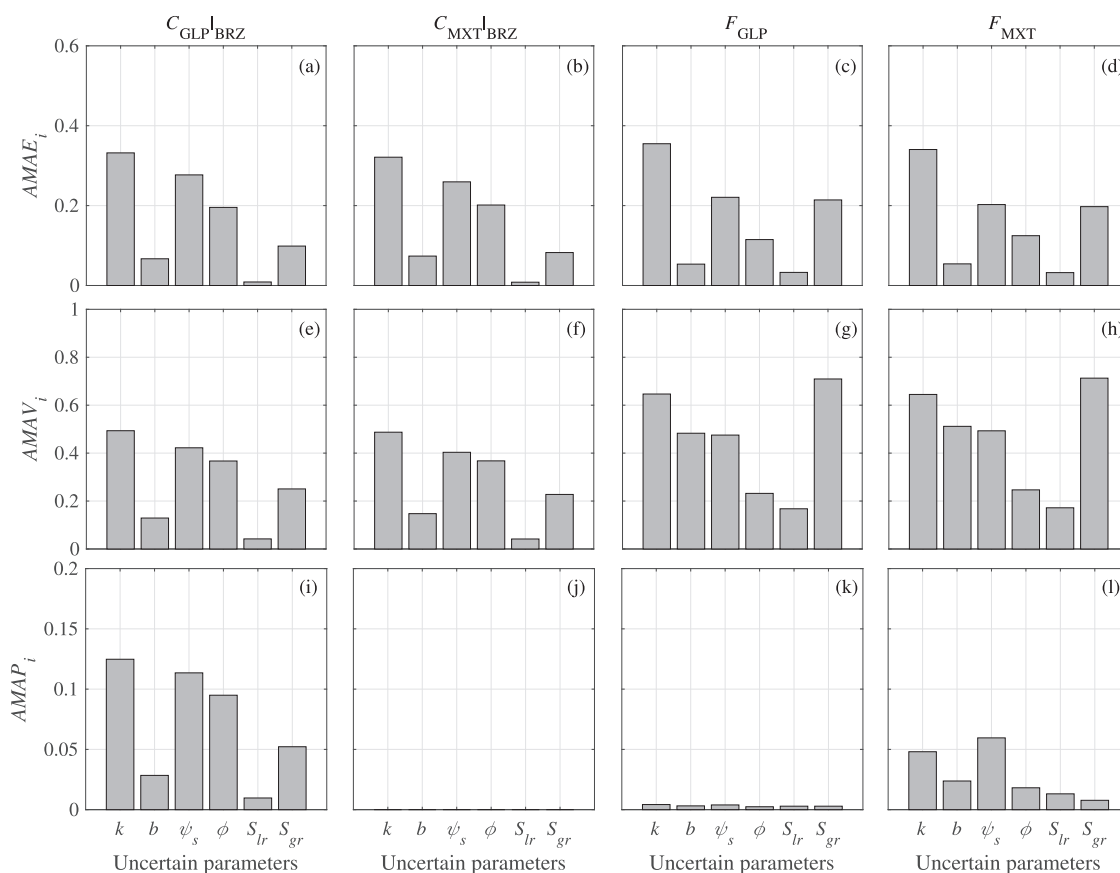 C_GLP|_BRZ C_MXT|_BRZ F_GLP F_MXT
0.6 (a) (b) (c) (d)
0.4
0.2
0
AMAE_i
1 (e) (f) (g) (h)
0.8
0.6
0.4
0.2
0
AMAV_i
0.2 (i) (j) (k) (l)
0.15
0.1
0.05
0
AMAP_i
k b ψ_s ϕ S_lr S_gr k b ψ_s ϕ S_lr S_gr k b ψ_s ϕ S_lr S_gr k b ψ_s ϕ S_lr S_gr
Uncertain parameters Uncertain parameters Uncertain parameters Uncertain parameters